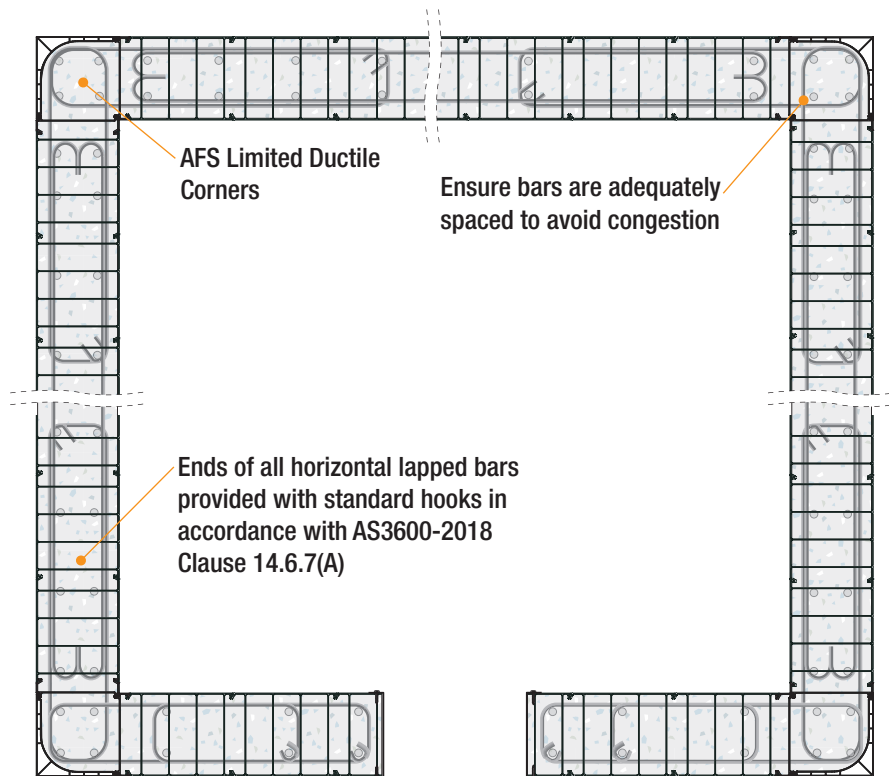 AFS Limited Ductile
Corners
Ensure bars are adequately
spaced to avoid congestion
Ends of all horizontal lapped bars
provided with standard hooks in
accordance with AS3600-2018
Clause 14.6.7(A)